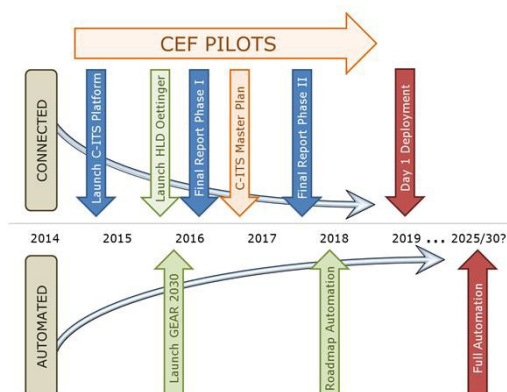 CEF PILOTS
CONNECTED
Launch C-ITS Platform
Launch HLD Oettinger
Final Report Phase I
C-ITS Master Plan
Final Report Phase II
Day 1 Deployment
2014 2015 2016 2017 2018 2019 ... 2025/30?
AUTOMATED
Launch GEAR 2030
Roadmap Automation
Full Automation